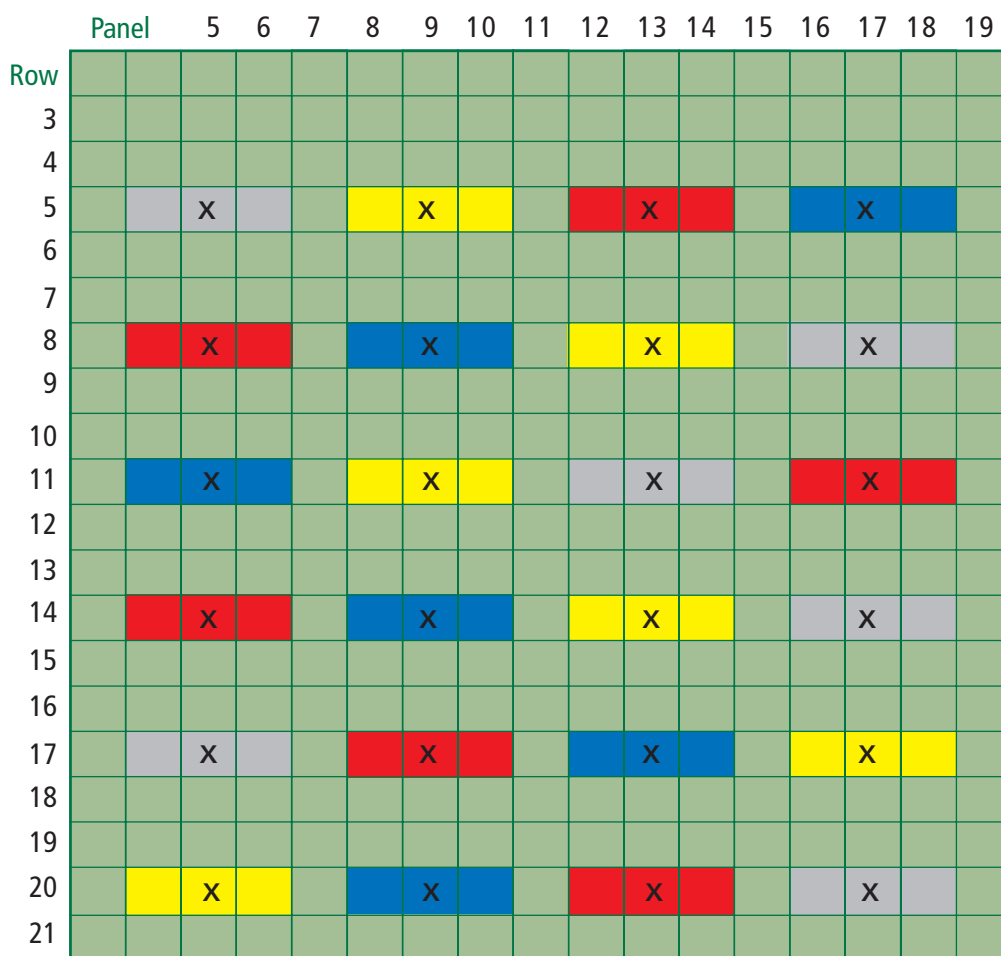 Panel 5 6 7 8 9 10 11 12 13 14 15 16 17 18 19
Row
3
4
5 X X X X
6
7
8 X X X X
9
10
11 X X X X
12
13
14 X X X X
15
16
17 X X X X
18
19
20 X X X X
21